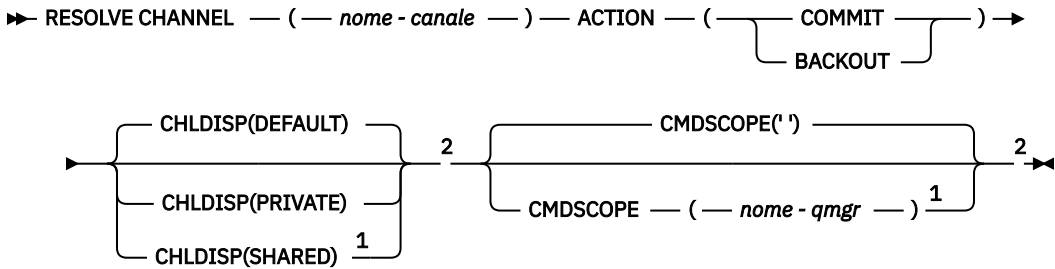 RESOLVE CHANNEL ( nome - canale ) ACTION ( COMMIT )
BACKOUT
CHLDISP(DEFAULT) CMDSCOPE(' ')
2 2
CHLDISP(PRIVATE) CMDSCOPE ( nome - qmgr ) 1
CHLDISP(SHARED) 1